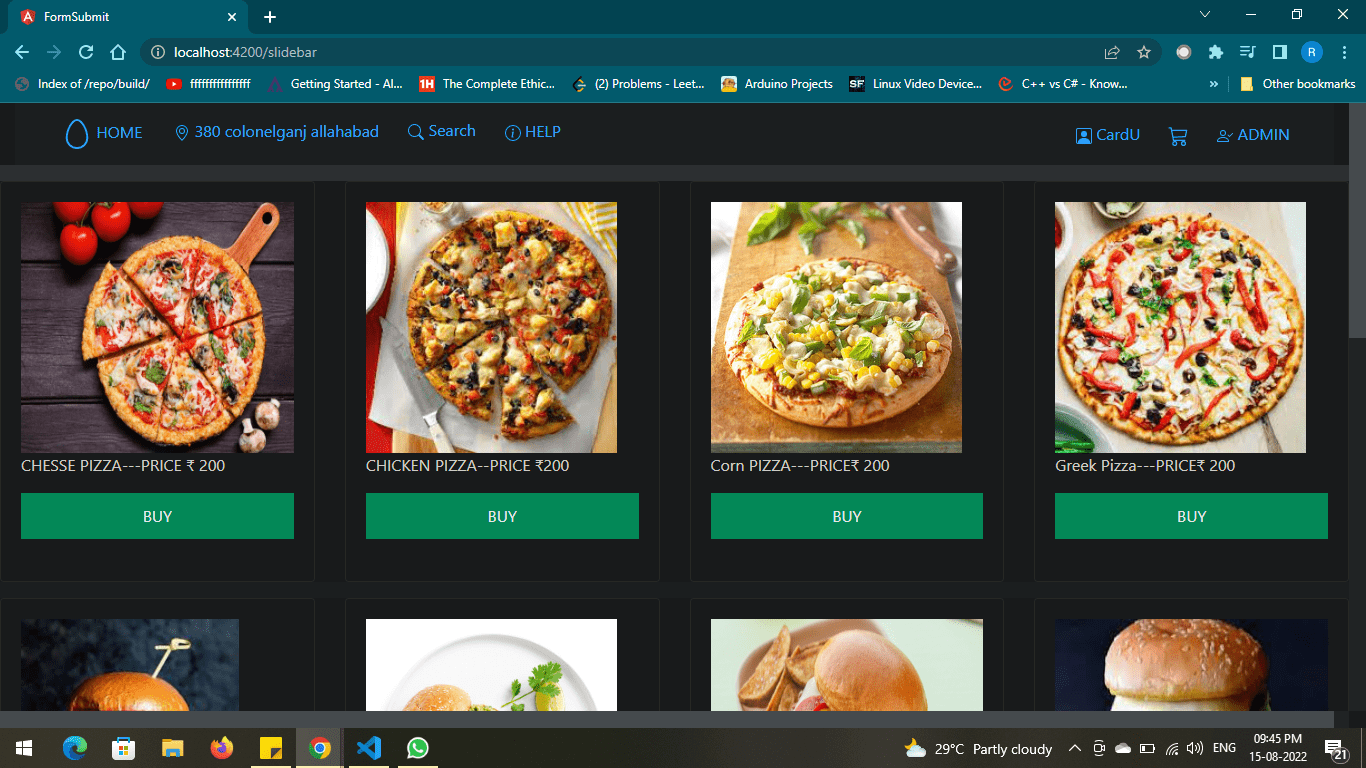 FormSubmit
localhost:4200/slidebar
R
Index of /repo/build/
fffffffffffffff
Getting Started - Al...
1H
The Complete Ethic...
(2) Problems - Leet...
Arduino Projects
SF
Linux Video Device...
C++ vs C# - Know...
»
Other bookmarks
HOME
380 colonelganj allahabad
Search
HELP
CardU
ADMIN
CHESSE PIZZA---PRICE ₹ 200
CHICKEN PIZZA--PRICE ₹200
Corn PIZZA---PRICE₹ 200
Greek Pizza---PRICE₹ 200
BUY
BUY
BUY
BUY
29°C Partly cloudy
ENG
09:45 PM
15-08-2022
21